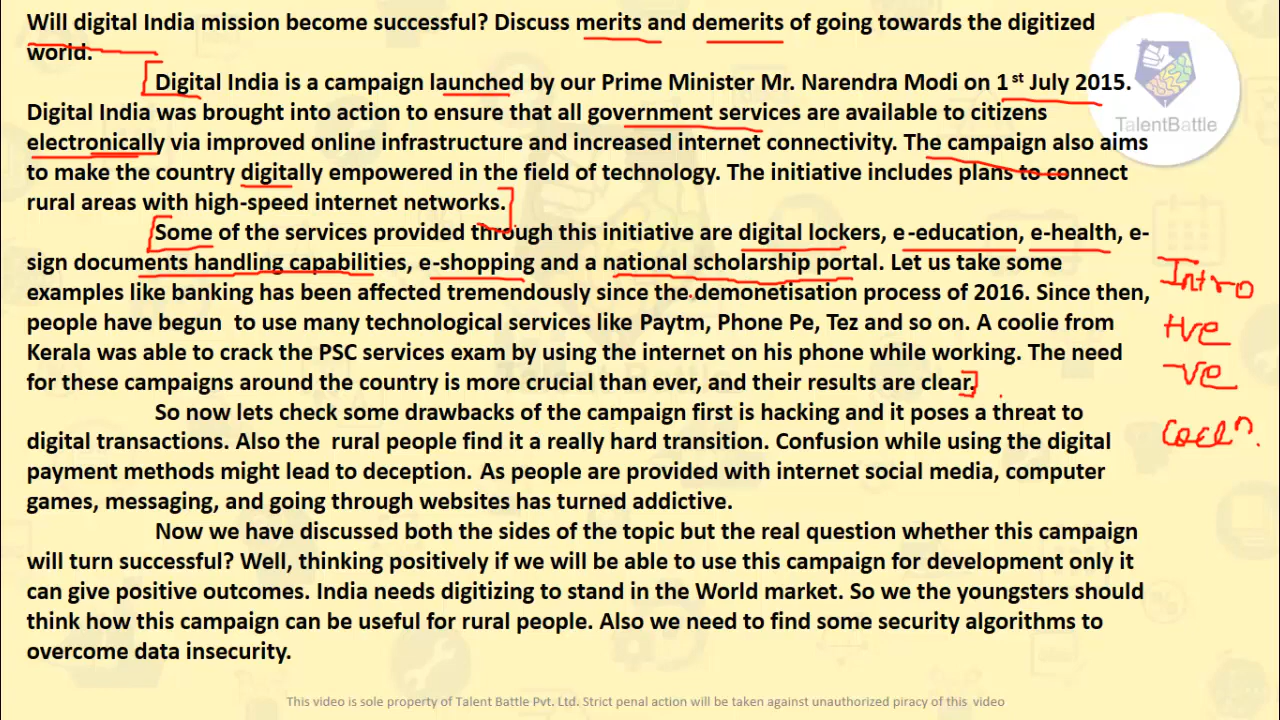 Will digital India mission become successful? Discuss merits and demerits of going towards the digitized
world.
Digital India is a campaign launched by our Prime Minister Mr. Narendra Modi on 1st July 2015.
Digital India was brought into action to ensure that all government services are available to citizens
electronically via improved online infrastructure and increased internet connectivity. The campaign also aims
to make the country digitally empowered in the field of technology. The initiative includes plans to connect
rural areas with high-speed internet networks.
Some of the services provided through this initiative are digital lockers, e-education, e-health, e-
sign documents handling capabilities, e-shopping and a national scholarship portal. Let us take some
examples like banking has been affected tremendously since the demonetisation process of 2016. Since then,
people have begun to use many technological services like Paytm, Phone Pe, Tez and so on. A coolie from
Kerala was able to crack the PSC services exam by using the internet on his phone while working. The need
for these campaigns around the country is more crucial than ever, and their results are clear.
So now lets check some drawbacks of the campaign first is hacking and it poses a threat to
digital transactions. Also the rural people find it a really hard transition. Confusion while using the digital
payment methods might lead to deception. As people are provided with internet social media, computer
games, messaging, and going through websites has turned addictive.
Now we have discussed both the sides of the topic but the real question whether this campaign
will turn successful? Well, thinking positively if we will be able to use this campaign for development only it
can give positive outcomes. India needs digitizing to stand in the World market. So we the youngsters should
think how this campaign can be useful for rural people. Also we need to find some security algorithms to
overcome data insecurity.
TalentBattle
Intro
+ve
-ve
This video is sole property of Talent Battle Pvt. Ltd. Strict penal action will be taken against unauthorized piracy of this video